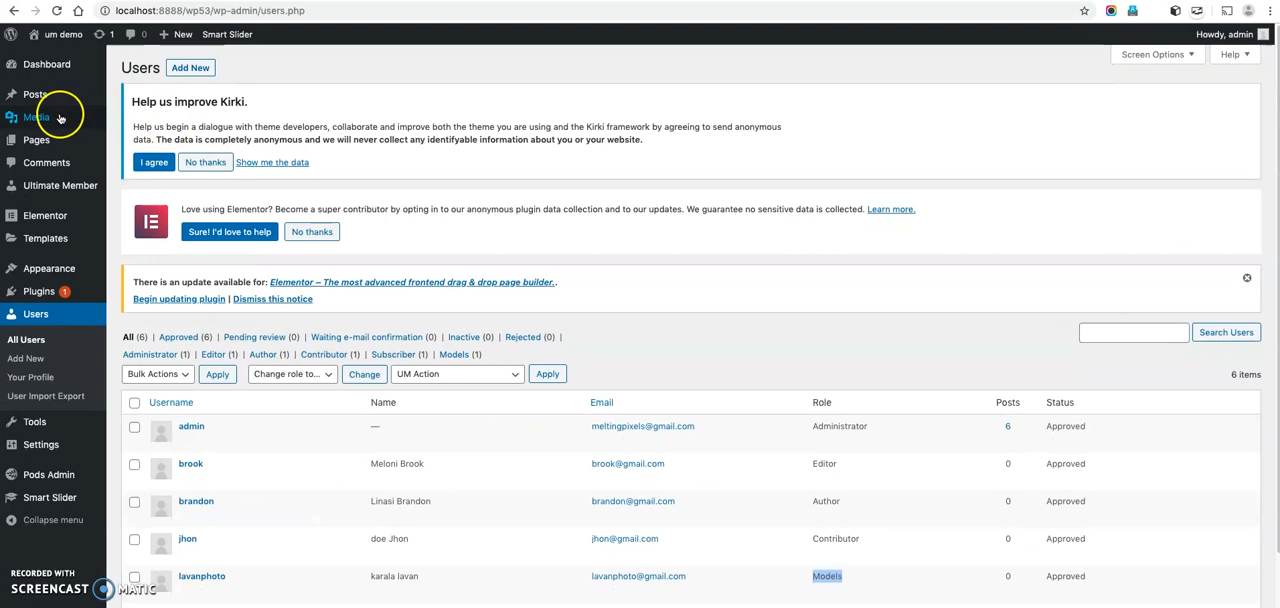 localhost:8888/wp53/wp-admin/users.php
um demo 1 0 New Smart Slider Howdy, admin
Screen Options Help
Dashboard
Posts
Media
Pages
Comments
Ultimate Member
Elementor
Templates
Appearance
Plugins 1
Users
All Users
Add New
Your Profile
User Import Export
Tools
Settings
Pods Admin
Smart Slider
Collapse menu
RECORDED WITH
SCREENCAST MATIC
Users Add New
Help us improve Kirki.
Help us begin a dialogue with theme developers, collaborate and improve both the theme you are using and the Kirki framework by agreeing to send anonymous
data. The data is completely anonymous and we will never collect any identifyable information about you or your website.
I agree No thanks Show me the data
Love using Elementor? Become a super contributor by opting in to our anonymous plugin data collection and to our updates. We guarantee no sensitive data is collected. Learn more.
Sure! I'd love to help No thanks
There is an update available for: Elementor – The most advanced frontend drag & drop page builder..
Begin updating plugin | Dismiss this notice
All (6) | Approved (6) | Pending review (0) | Waiting e-mail confirmation (0) | Inactive (0) | Rejected (0) |
Administrator (1) | Editor (1) | Author (1) | Contributor (1) | Subscriber (1) | Models (1)
Search Users
Bulk Actions Apply Change role to... Change UM Action Apply 6 items
Username Name Email Role Posts Status
admin — meltingpixels@gmail.com Administrator 6 Approved
brook Meloni Brook brook@gmail.com Editor 0 Approved
brandon Linasi Brandon brandon@gmail.com Author 0 Approved
jhon doe Jhon jhon@gmail.com Contributor 0 Approved
lavanphoto karala lavan lavanphoto@gmail.com Models 0 Approved